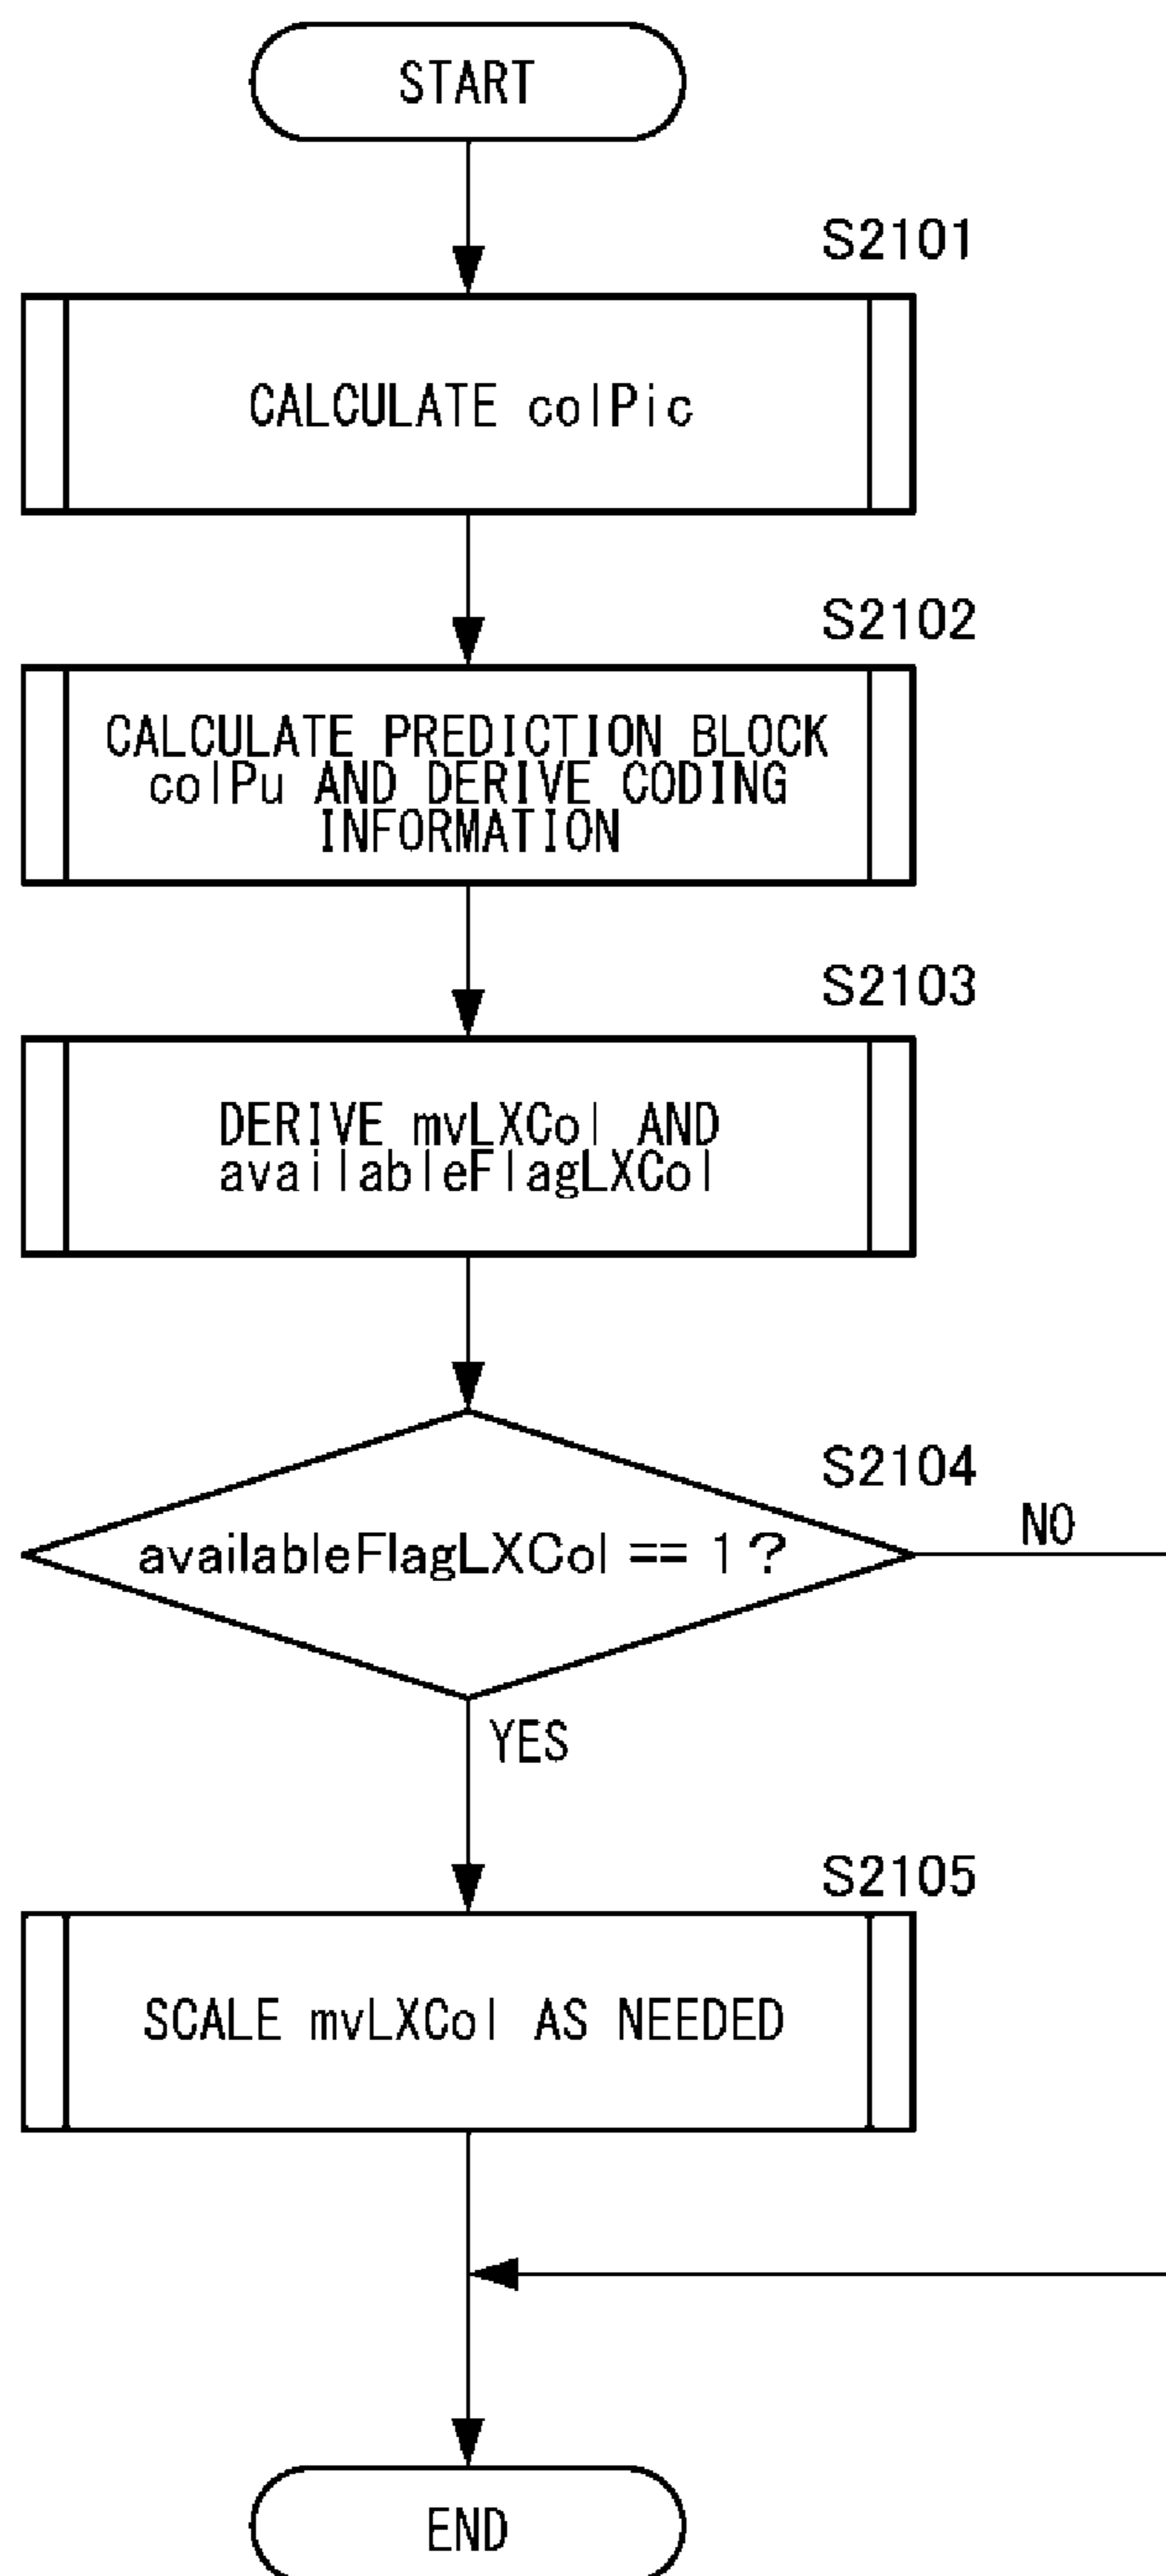 START
S2101
CALCULATE colPic
S2102
CALCULATE PREDICTION BLOCK
colPu AND DERIVE CODING
INFORMATION
S2103
DERIVE mvLXCol AND
availableFlagLXCol
S2104
availableFlagLXCol == 1 ?
NO
YES
S2105
SCALE mvLXCol AS NEEDED
END